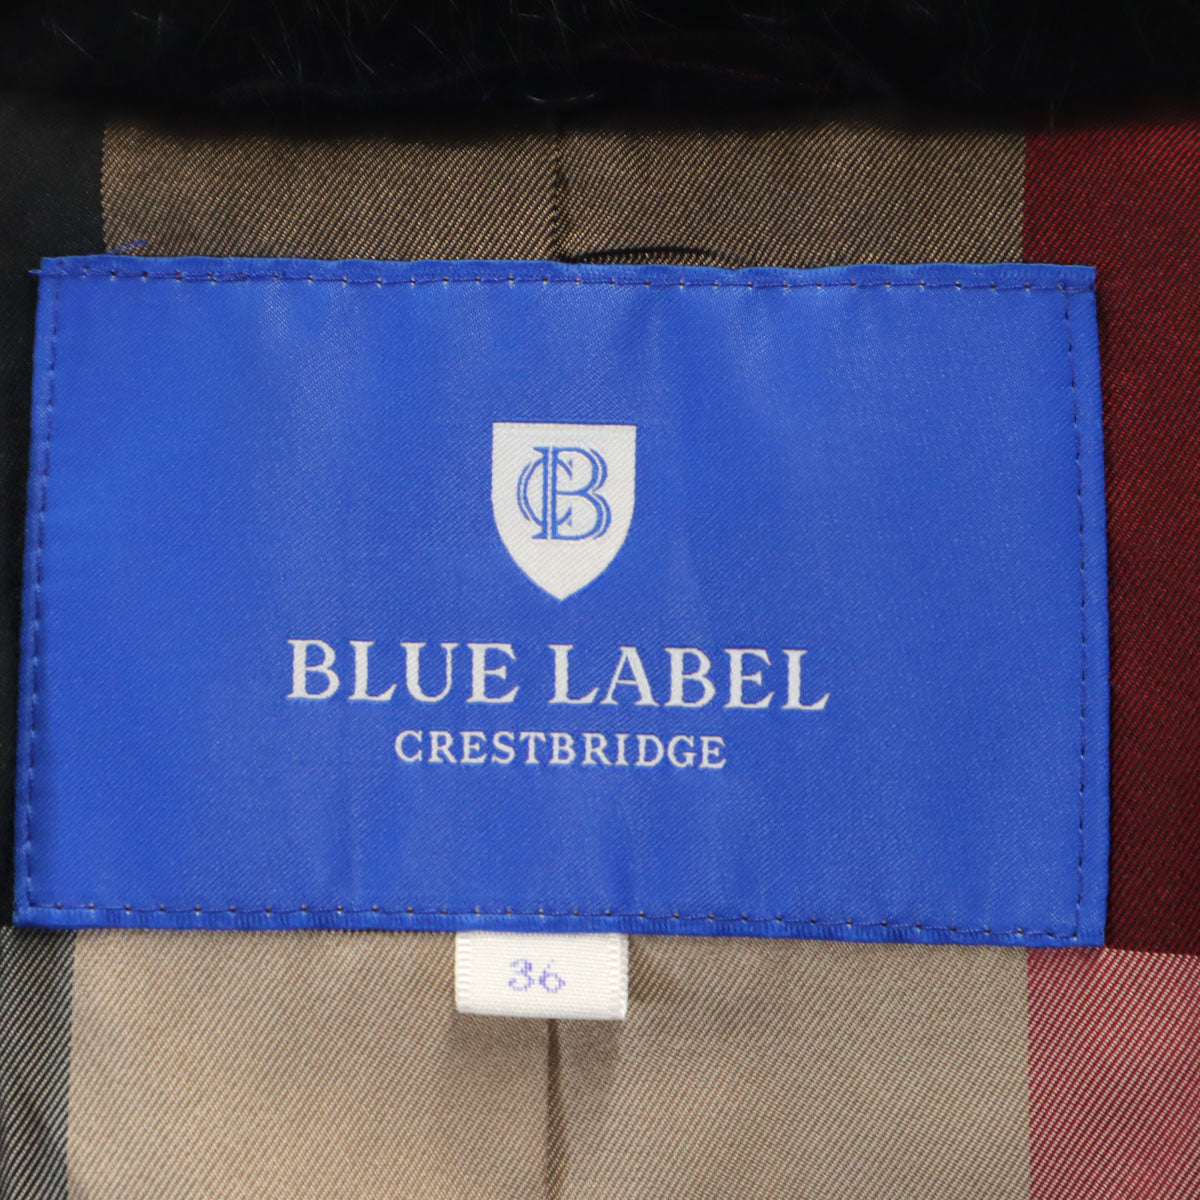 CB
BLUE LABEL
CRESTBRIDGE
36